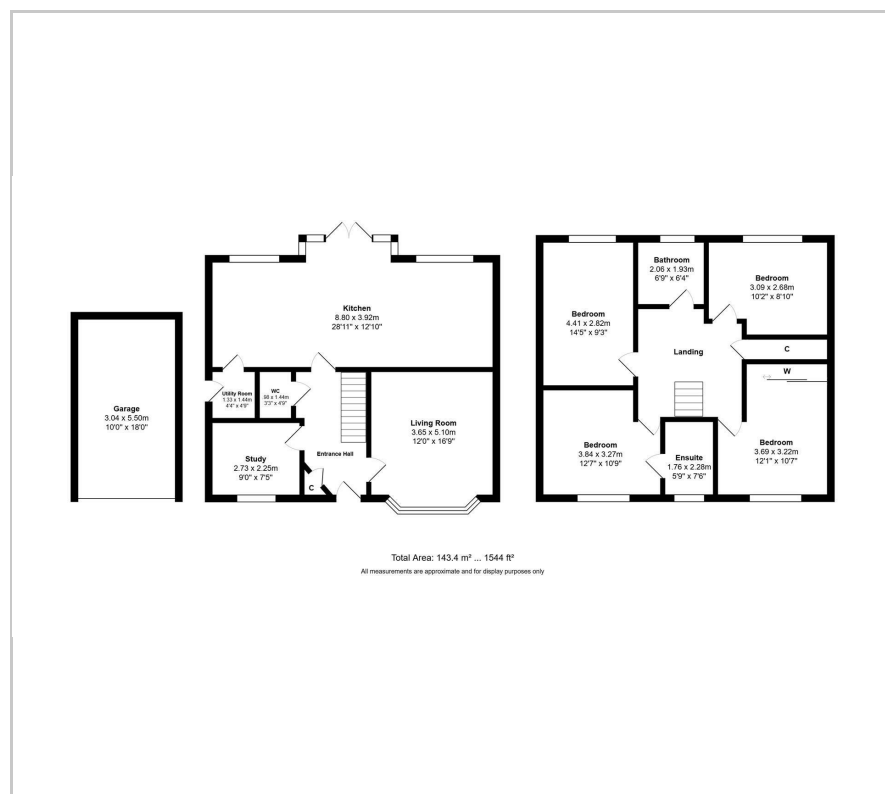 Kitchen
8.80 x 3.92m
28'11" x 12'10"
Garage
3.04 x 5.50m
10'0" x 18'0"
Utility Room
1.33 x 1.44m
4'4" x 4'9"
WC
.98 x 1.44m
3'3" x 4'9"
Study
2.73 x 2.25m
9'0" x 7'5"
Entrance Hall
C
Living Room
3.65 x 5.10m
12'0" x 16'9"
Bedroom
4.41 x 2.82m
14'5" x 9'3"
Bathroom
2.06 x 1.93m
6'9" x 6'4"
Bedroom
3.09 x 2.68m
10'2" x 8'10"
Landing
C
W
Bedroom
3.84 x 3.27m
12'7" x 10'9"
Ensuite
1.76 x 2.28m
5'9" x 7'6"
Bedroom
3.69 x 3.22m
12'1" x 10'7"
Total Area: 143.4 m² ... 1544 ft²
All measurements are approximate and for display purposes only